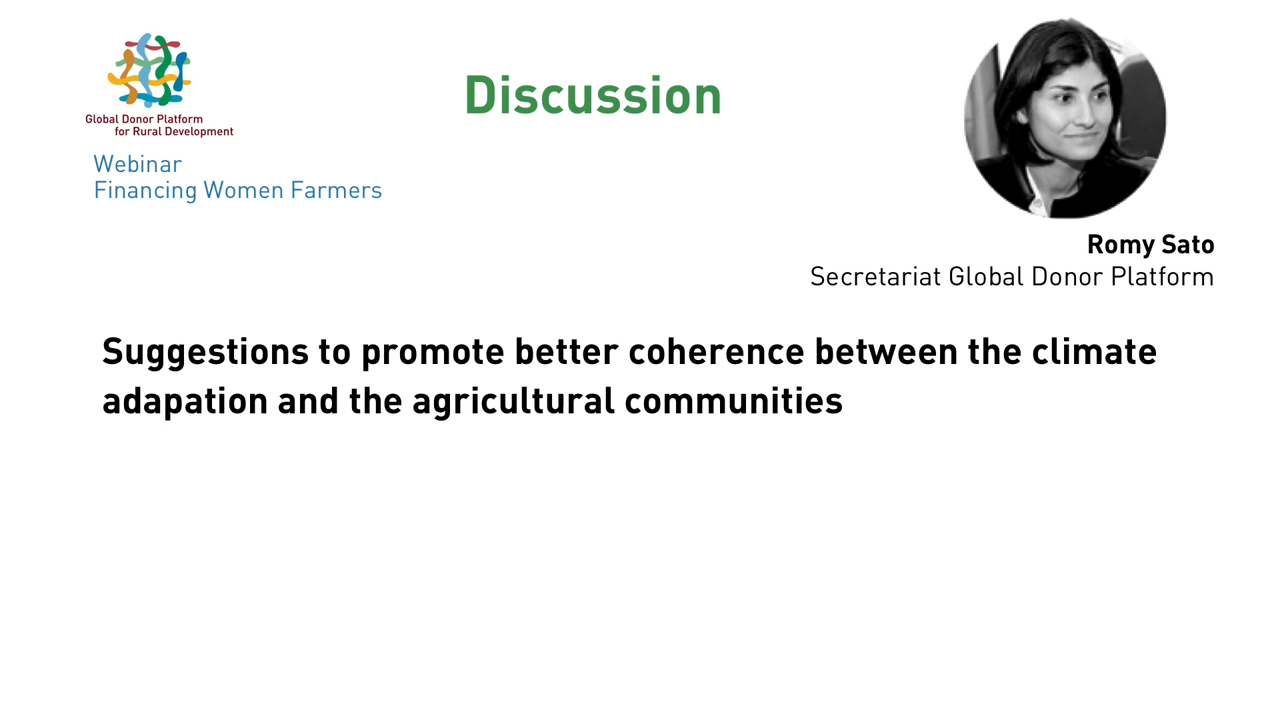 Global Donor Platform
for Rural Development
Webinar
Financing Women Farmers
Discussion
Romy Sato
Secretariat Global Donor Platform
Suggestions to promote better coherence between the climate
adapation and the agricultural communities